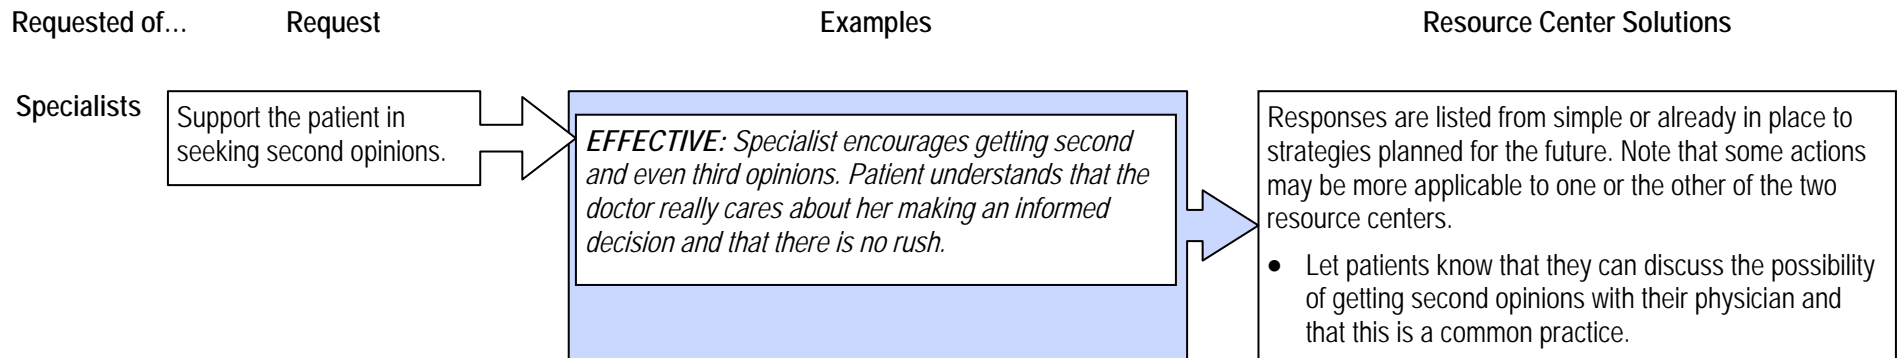 Requested of… Request Examples Resource Center Solutions
Specialists
Support the patient in
seeking second opinions.
EFFECTIVE: Specialist encourages getting second
and even third opinions. Patient understands that the
doctor really cares about her making an informed
decision and that there is no rush.
Responses are listed from simple or already in place to
strategies planned for the future. Note that some actions
may be more applicable to one or the other of the two
resource centers.
• Let patients know that they can discuss the possibility
of getting second opinions with their physician and
that this is a common practice.